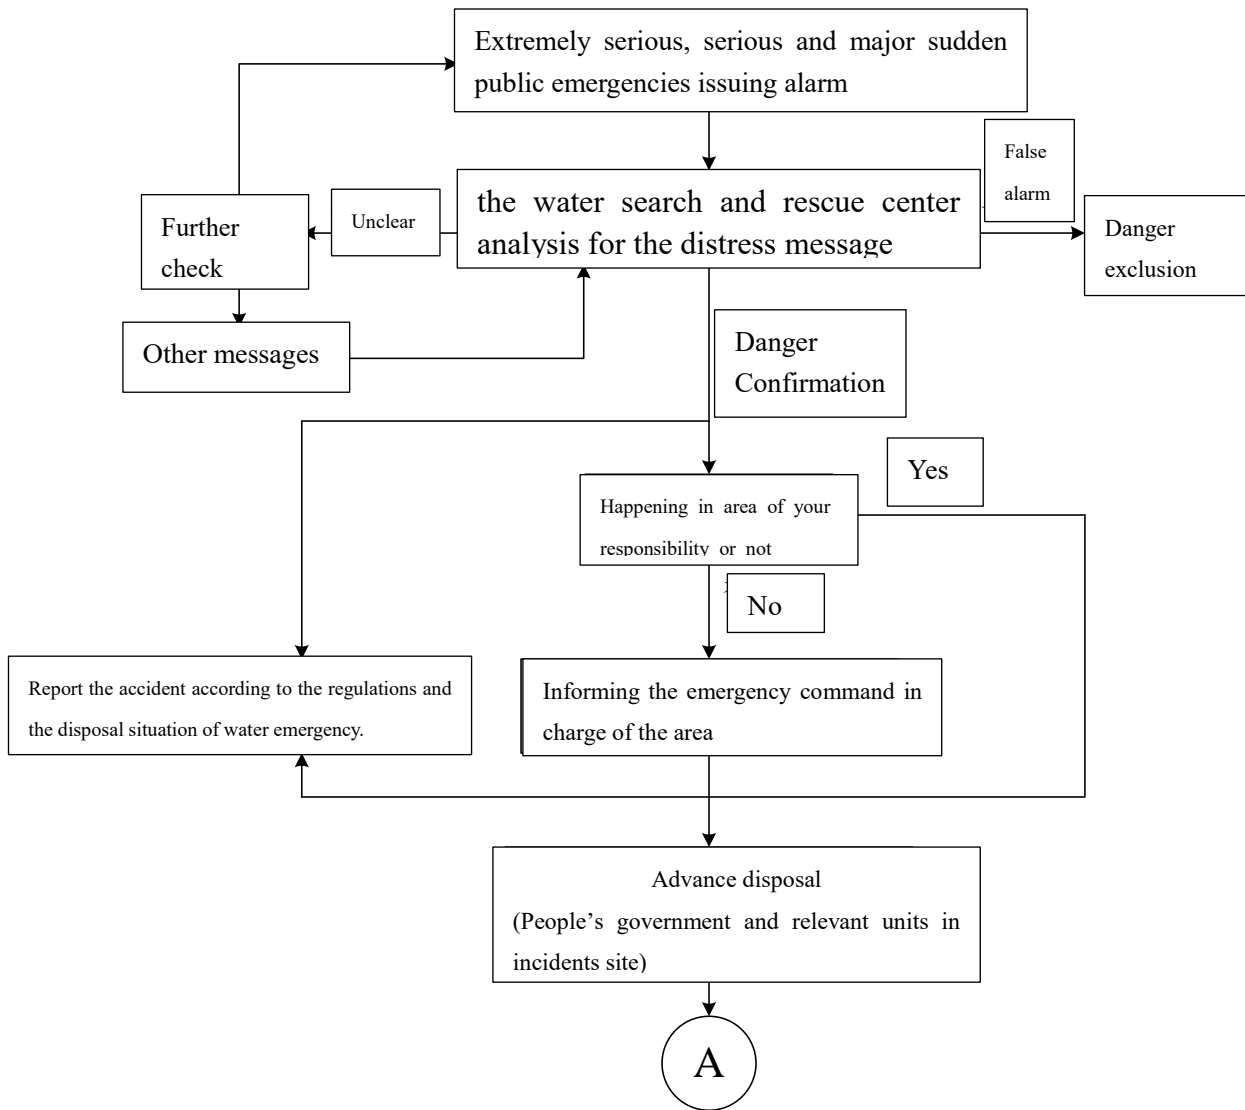 Extremely serious, serious and major sudden
public emergencies issuing alarm
False
alarm
the water search and rescue center
analysis for the distress message
Unclear
Further
check
Danger
exclusion
Other messages
Danger
Confirmation
Yes
Happening in area of your
responsibility or not
No
Report the accident according to the regulations and
the disposal situation of water emergency.
Informing the emergency command in
charge of the area
Advance disposal
(People's government and relevant units in
incidents site)
A